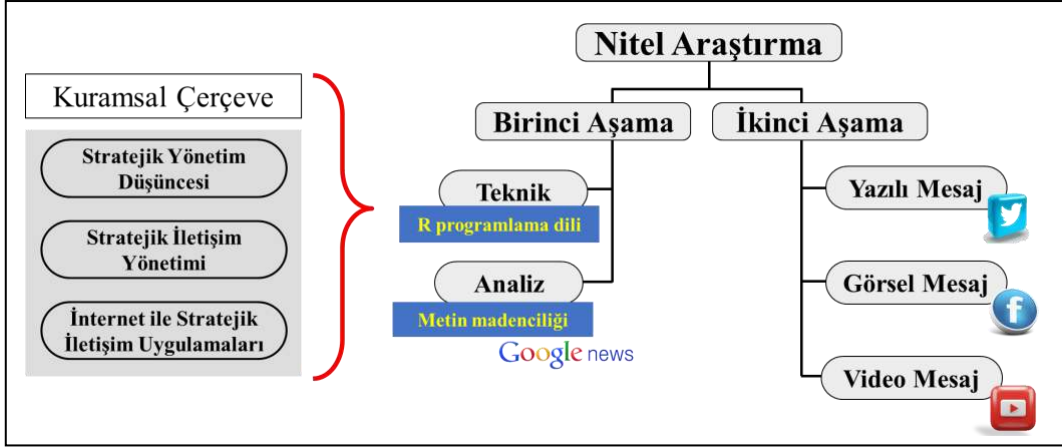 Kuramsal Çerçeve
Stratejik Yönetim
Düşüncesi
Stratejik İletişim
Yönetimi
İnternet ile Stratejik
İletişim Uygulamaları
Nitel Araştırma
Birinci Aşama
Teknik
R programlama dili
Analiz
Metin madenciliği
Google news
İkinci Aşama
Yazılı Mesaj
Görsel Mesaj
f
Video Mesaj